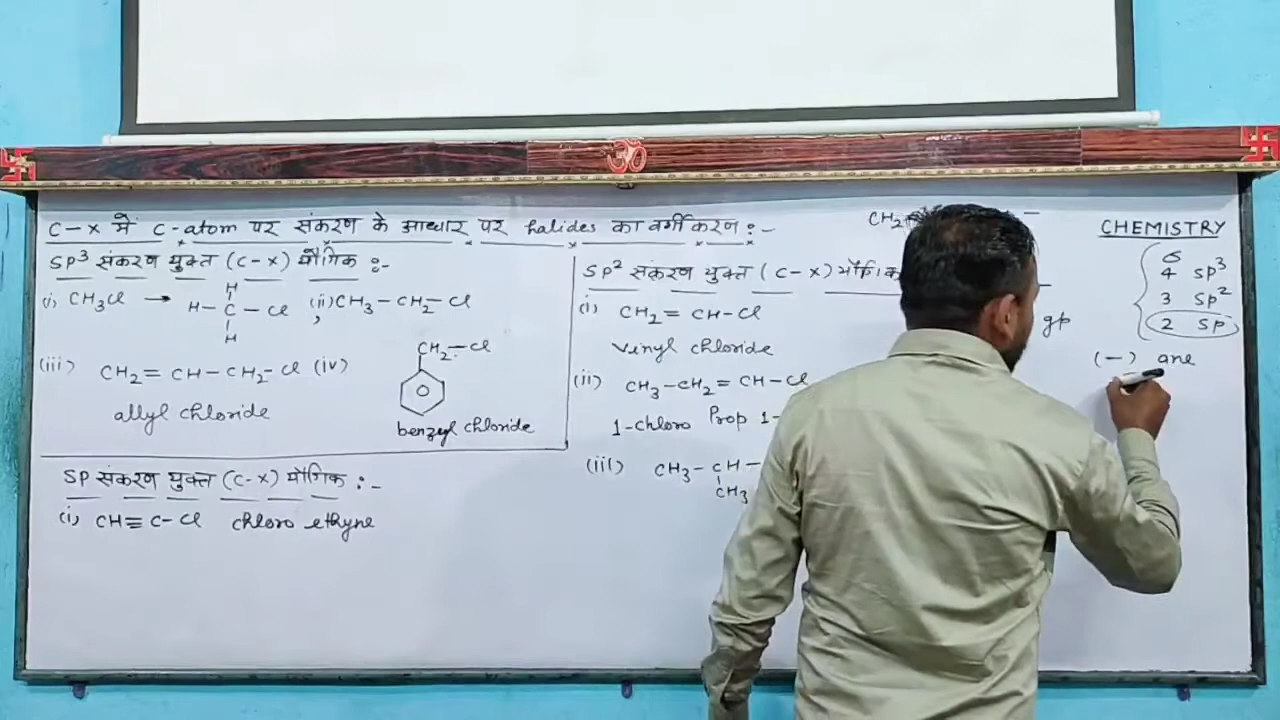 C-X में C-atom पर संकरण के आधार पर halides का वर्गीकरण :-
SP³ संकरण युक्त (C-X) यौगिक :-
(i) CH₃Cl → H-C-Cl
H
H
(ii) CH₃-CH₂-Cl
(iii) CH₂=CH-CH₂-Cl
allyl chloride
(iv) CH₂-Cl
benzyl chloride
SP संकरण युक्त (C-X) यौगिक :-
(i) CH≡C-Cl chloro ethyne
SP² संकरण युक्त (C-X) यौगिक
(i) CH₂=CH-Cl
vinyl chloride
(ii) CH₃-CH₂=CH-Cl
1-chloro Prop 1-
(iii) CH₃-CH-
CH₃
CH₂
gp
CHEMISTRY
4 SP³
3 SP²
2 SP
(-) ane